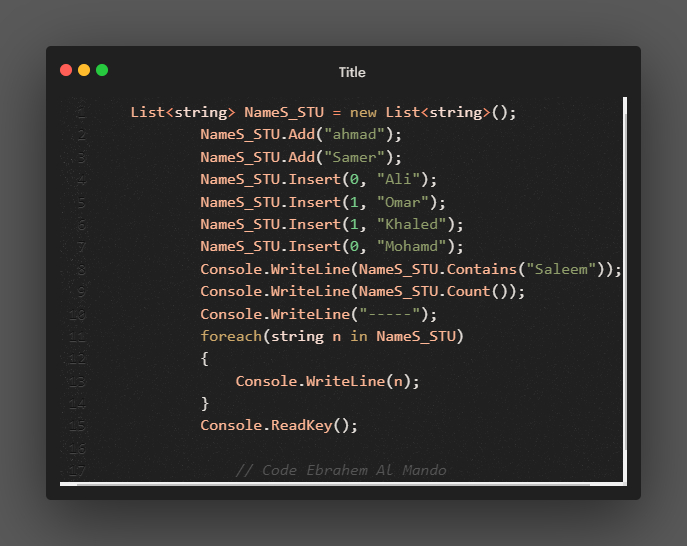 Title
1 List<string> NameS_STU = new List<string>();
2 NameS_STU.Add("ahmad");
3 NameS_STU.Add("Samer");
4 NameS_STU.Insert(0, "Ali");
5 NameS_STU.Insert(1, "Omar");
6 NameS_STU.Insert(1, "Khaled");
7 NameS_STU.Insert(0, "Mohamd");
8 Console.WriteLine(NameS_STU.Contains("Saleem"));
9 Console.WriteLine(NameS_STU.Count());
10 Console.WriteLine("-----");
11 foreach(string n in NameS_STU)
12 {
13 Console.WriteLine(n);
14 }
15 Console.ReadKey();
16
17 // Code Ebrahem Al Mando